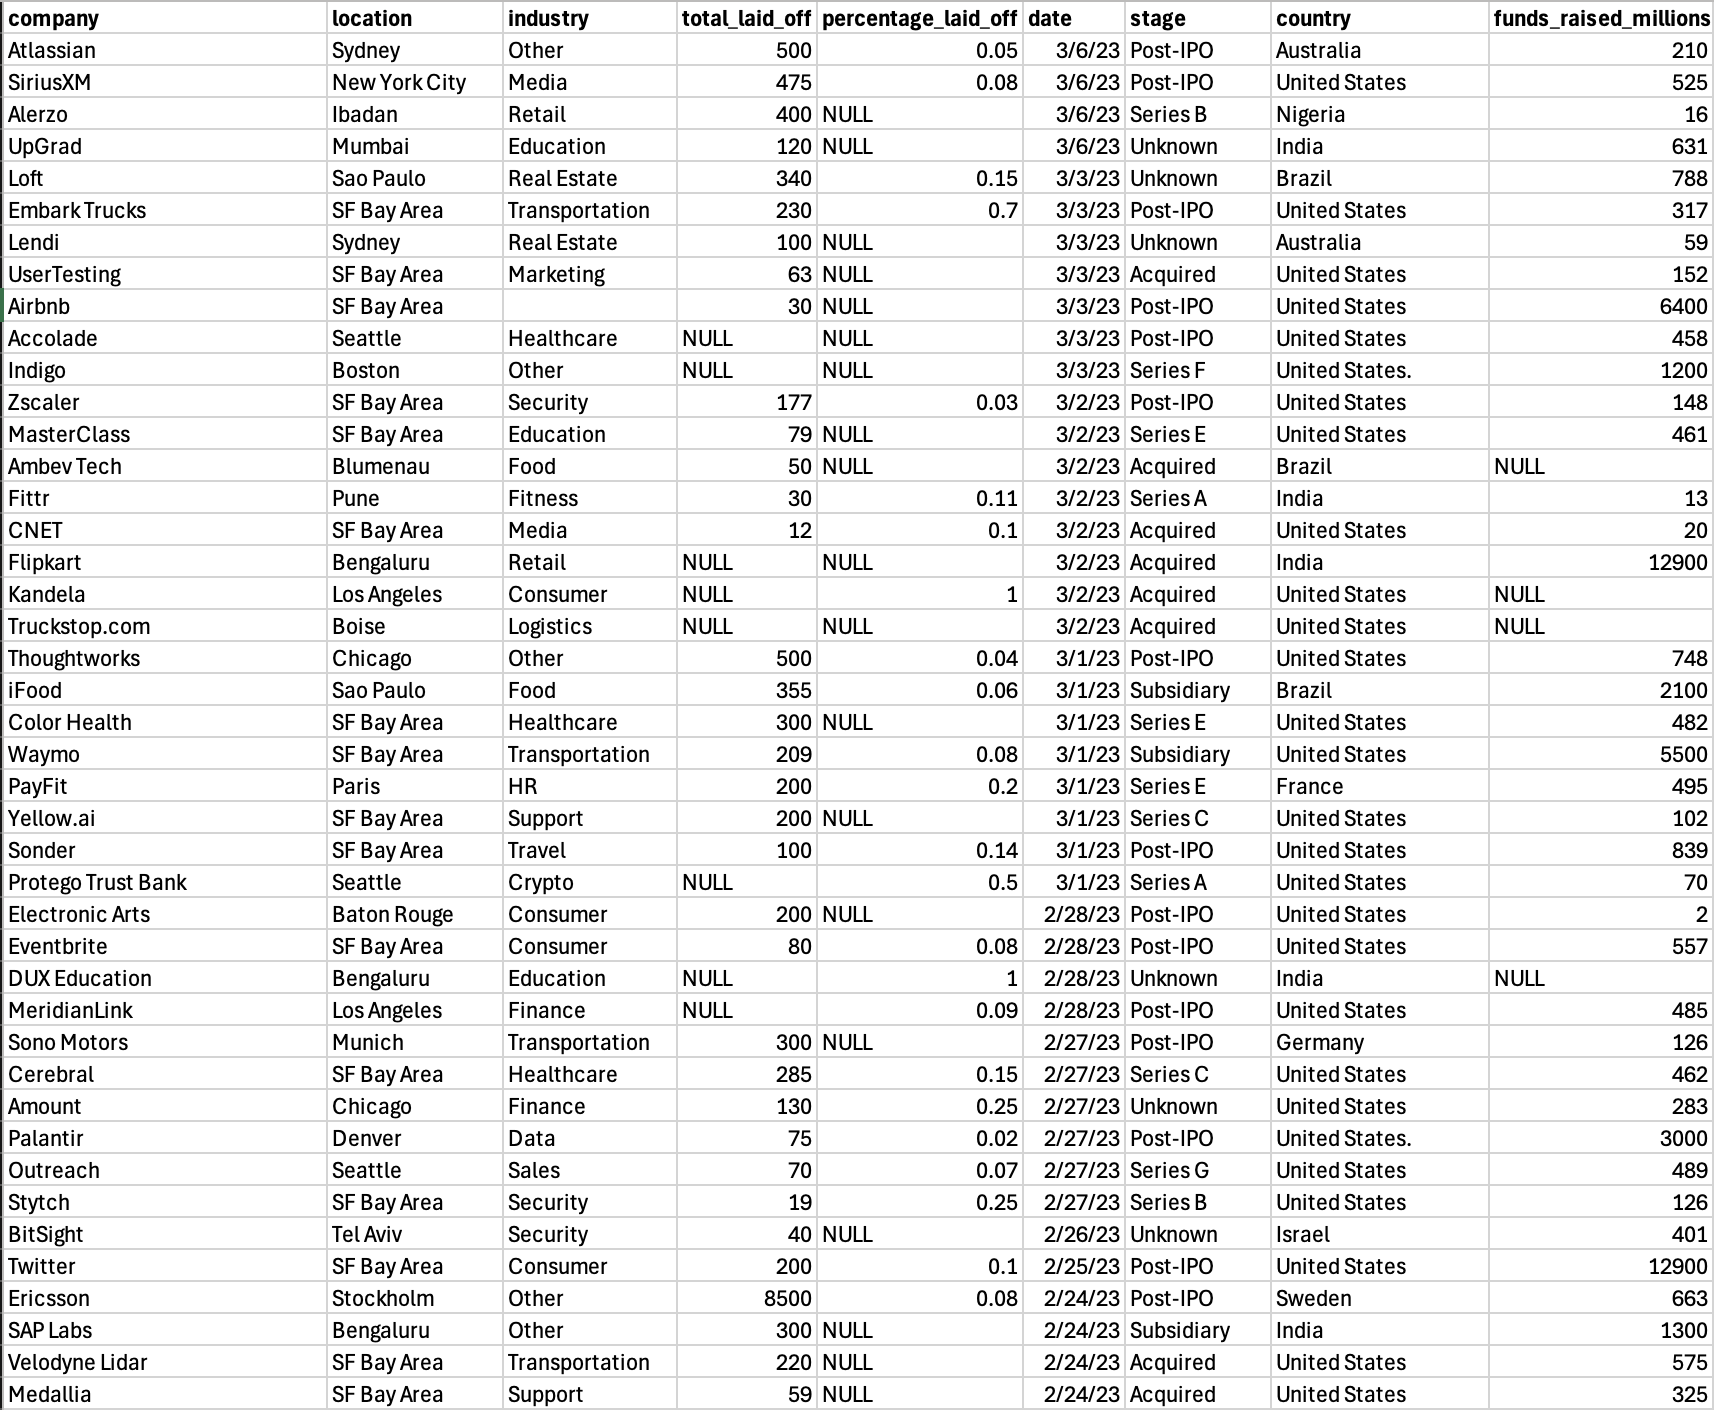 company location industry total_laid_off percentage_laid_off date stage country funds_raised_millions
Atlassian Sydney Other 500 0.05 3/6/23 Post-IPO Australia 210
SiriusXM New York City Media 475 0.08 3/6/23 Post-IPO United States 525
Alerzo Ibadan Retail 400 NULL 3/6/23 Series B Nigeria 16
UpGrad Mumbai Education 120 NULL 3/6/23 Unknown India 631
Loft Sao Paulo Real Estate 340 0.15 3/3/23 Unknown Brazil 788
Embark Trucks SF Bay Area Transportation 230 0.7 3/3/23 Post-IPO United States 317
Lendi Sydney Real Estate 100 NULL 3/3/23 Unknown Australia 59
UserTesting SF Bay Area Marketing 63 NULL 3/3/23 Acquired United States 152
Airbnb SF Bay Area 30 NULL 3/3/23 Post-IPO United States 6400
Accolade Seattle Healthcare NULL NULL 3/3/23 Post-IPO United States 458
Indigo Boston Other NULL NULL 3/3/23 Series F United States. 1200
Zscaler SF Bay Area Security 177 0.03 3/2/23 Post-IPO United States 148
MasterClass SF Bay Area Education 79 NULL 3/2/23 Series E United States 461
Ambev Tech Blumenau Food 50 NULL 3/2/23 Acquired Brazil NULL
Fittr Pune Fitness 30 0.11 3/2/23 Series A India 13
CNET SF Bay Area Media 12 0.1 3/2/23 Acquired United States 20
Flipkart Bengaluru Retail NULL NULL 3/2/23 Acquired India 12900
Kandela Los Angeles Consumer NULL 1 3/2/23 Acquired United States NULL
Truckstop.com Boise Logistics NULL NULL 3/2/23 Acquired United States NULL
Thoughtworks Chicago Other 500 0.04 3/1/23 Post-IPO United States 748
iFood Sao Paulo Food 355 0.06 3/1/23 Subsidiary Brazil 2100
Color Health SF Bay Area Healthcare 300 NULL 3/1/23 Series E United States 482
Waymo SF Bay Area Transportation 209 0.08 3/1/23 Subsidiary United States 5500
PayFit Paris HR 200 0.2 3/1/23 Series E France 495
Yellow.ai SF Bay Area Support 200 NULL 3/1/23 Series C United States 102
Sonder SF Bay Area Travel 100 0.14 3/1/23 Post-IPO United States 839
Protego Trust Bank Seattle Crypto NULL 0.5 3/1/23 Series A United States 70
Electronic Arts Baton Rouge Consumer 200 NULL 2/28/23 Post-IPO United States 2
Eventbrite SF Bay Area Consumer 80 0.08 2/28/23 Post-IPO United States 557
DUX Education Bengaluru Education NULL 1 2/28/23 Unknown India NULL
MeridianLink Los Angeles Finance NULL 0.09 2/28/23 Post-IPO United States 485
Sono Motors Munich Transportation 300 NULL 2/27/23 Post-IPO Germany 126
Cerebral SF Bay Area Healthcare 285 0.15 2/27/23 Series C United States 462
Amount Chicago Finance 130 0.25 2/27/23 Unknown United States 283
Palantir Denver Data 75 0.02 2/27/23 Post-IPO United States. 3000
Outreach Seattle Sales 70 0.07 2/27/23 Series G United States 489
Stytch SF Bay Area Security 19 0.25 2/27/23 Series B United States 126
BitSight Tel Aviv Security 40 NULL 2/26/23 Unknown Israel 401
Twitter SF Bay Area Consumer 200 0.1 2/25/23 Post-IPO United States 12900
Ericsson Stockholm Other 8500 0.08 2/24/23 Post-IPO Sweden 663
SAP Labs Bengaluru Other 300 NULL 2/24/23 Subsidiary India 1300
Velodyne Lidar SF Bay Area Transportation 220 NULL 2/24/23 Acquired United States 575
Medallia SF Bay Area Support 59 NULL 2/24/23 Acquired United States 325